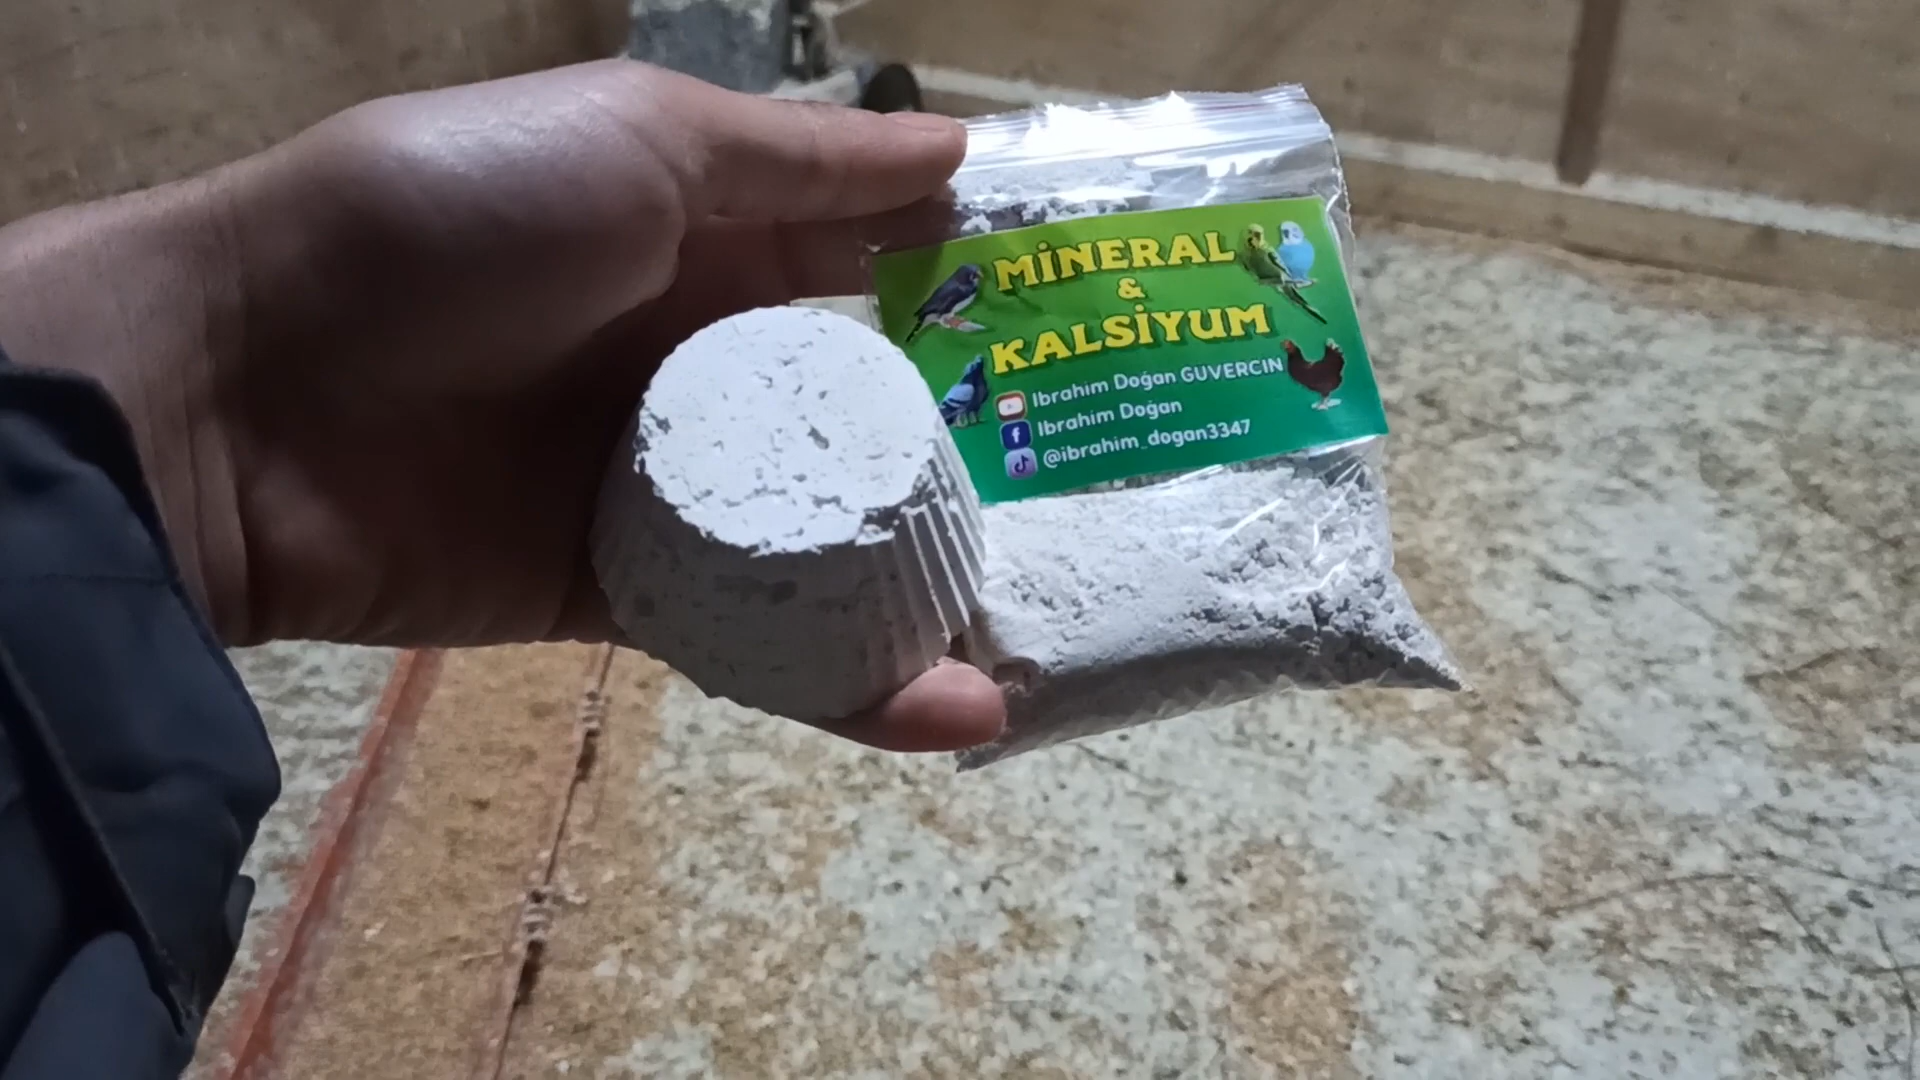 MİNERAL
&
KALSİYUM
Ibrahim Doğan GUVERCIN
Ibrahim Doğan
@ibrahim_dogan3347